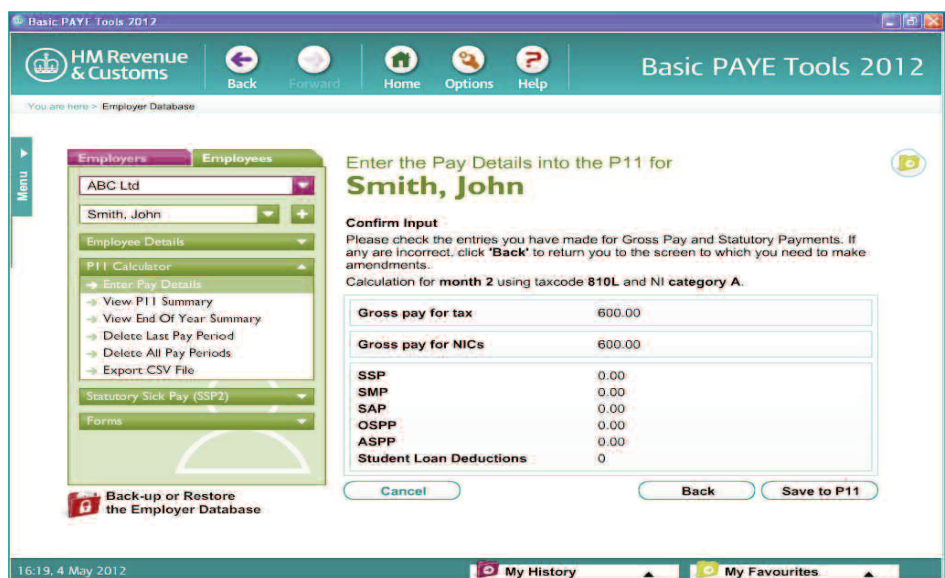 Basic PAYE Tools 2012
HM Revenue
& Customs
Back
Forward
Home
Options
Help
Basic PAYE Tools 2012
You are here > Employer Database
Menu
Employers
Employees
ABC Ltd
Smith, John
Employee Details
P11 Calculator
Enter Pay Details
View P11 Summary
View End Of Year Summary
Delete Last Pay Period
Delete All Pay Periods
Export CSV File
Statutory Sick Pay (SSP2)
Forms
Back-up or Restore
the Employer Database
Enter the Pay Details into the P11 for
Smith, John
Confirm Input
Please check the entries you have made for Gross Pay and Statutory Payments. If
any are incorrect, click 'Back' to return you to the screen to which you need to make
amendments.
Calculation for month 2 using taxcode 810L and NI category A.
Gross pay for tax 600.00
Gross pay for NICs 600.00
SSP 0.00
SMP 0.00
SAP 0.00
OSPP 0.00
ASPP 0.00
Student Loan Deductions 0
Cancel
Back
Save to P11
16:19, 4 May 2012
My History
My Favourites